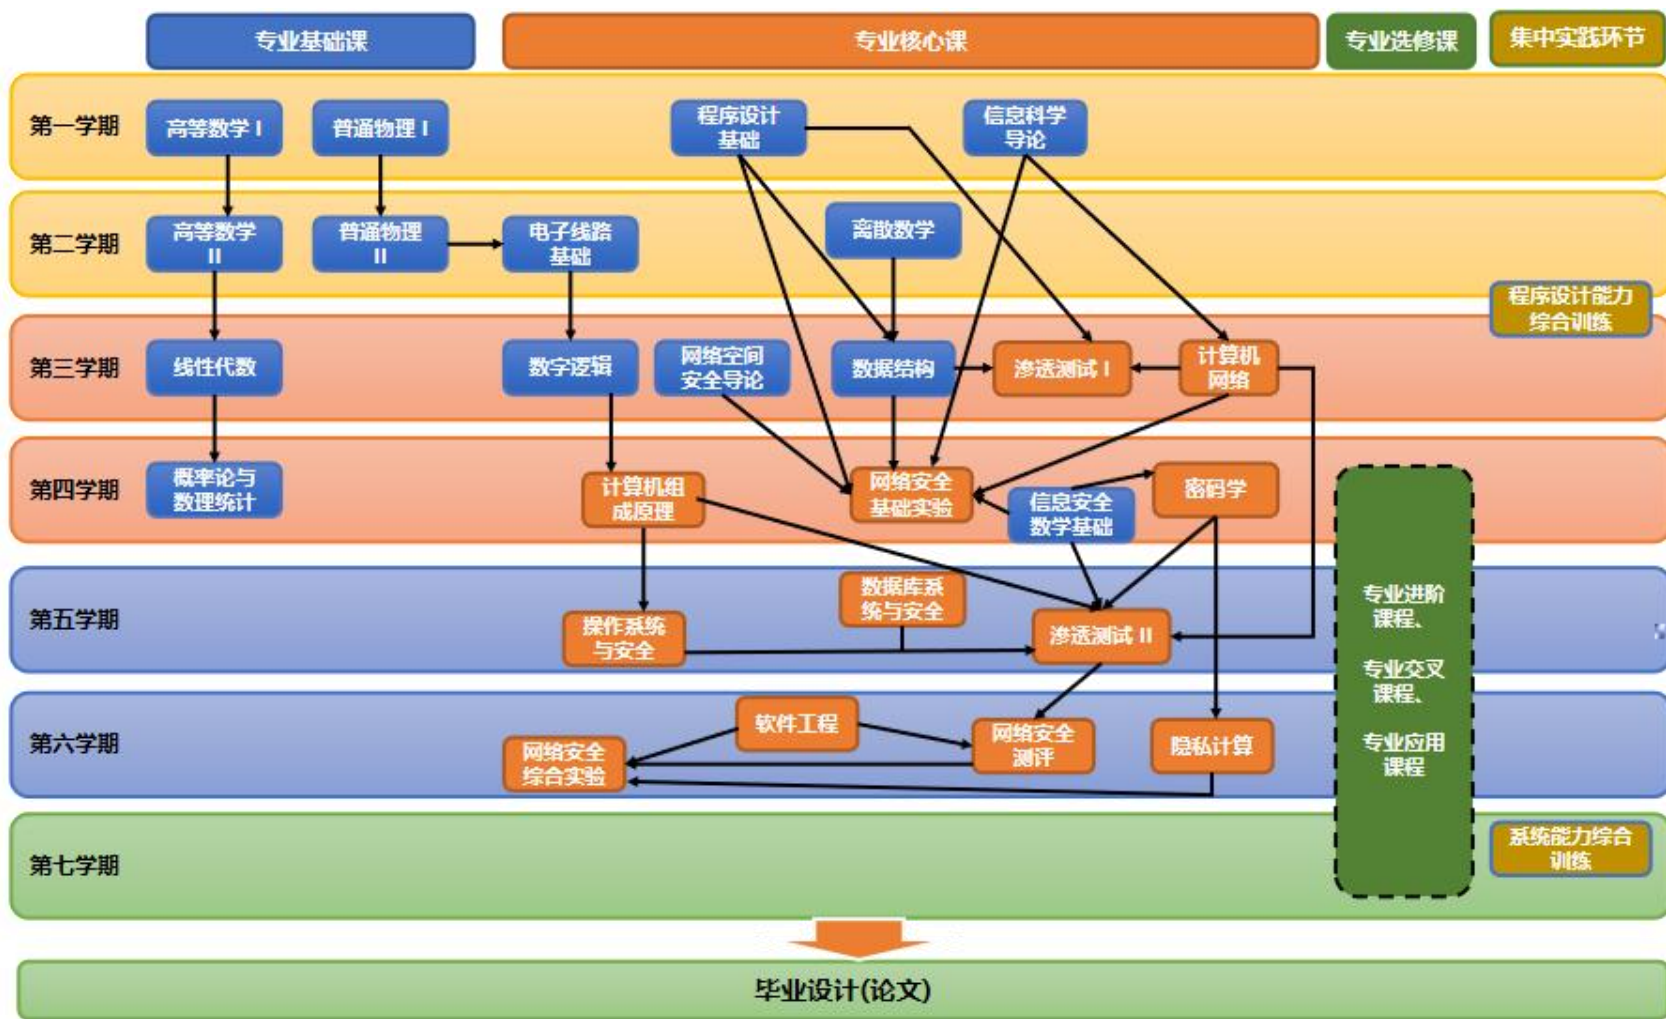 专业基础课
专业核心课
专业选修课
集中实践环节
第一学期
高等数学 I
普通物理 I
程序设计
基础
信息科学
导论
第二学期
高等数学
II
普通物理
II
电子线路
基础
离散数学
程序设计能力
综合训练
第三学期
线性代数
数字逻辑
网络空间
安全导论
数据结构
渗透测试 I
计算机
网络
第四学期
概率论与
数理统计
计算机组
成原理
网络安全
基础实验
信息安全
数学基础
密码学
第五学期
操作系统
与安全
数据库系
统与安全
渗透测试 II
专业进阶
课程、
专业交叉
课程、
专业应用
课程
第六学期
网络安全
综合实验
软件工程
网络安全
测评
隐私计算
第七学期
系统能力综合
训练
毕业设计(论文)